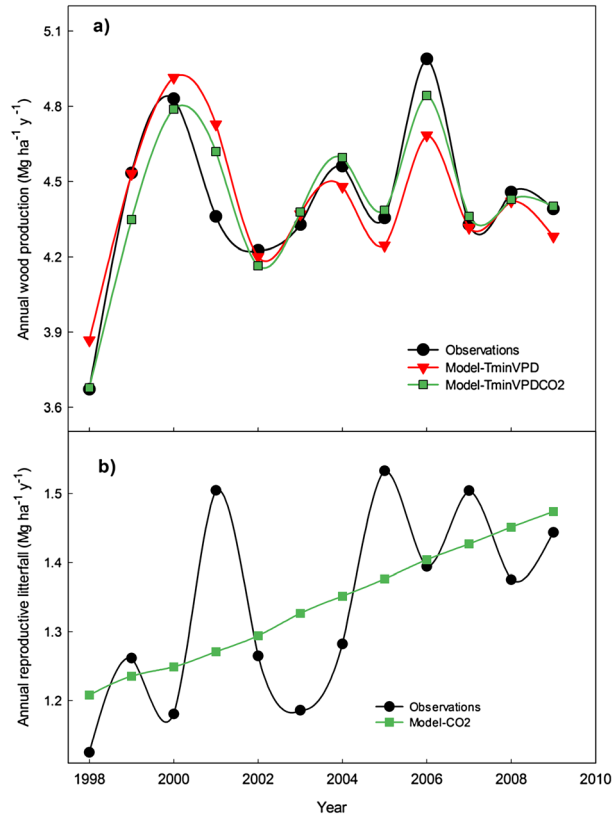 a)
5.1
4.8
4.5
4.2
3.9
3.6
Annual wood production (Mg ha⁻¹ y⁻¹)
Observations
Model-TminVPD
Model-TminVPDCO2
b)
1.5
1.4
1.3
1.2
Annual reproductive litterfall (Mg ha⁻¹ y⁻¹)
Observations
Model-CO2
1998 2000 2002 2004 2006 2008 2010
Year